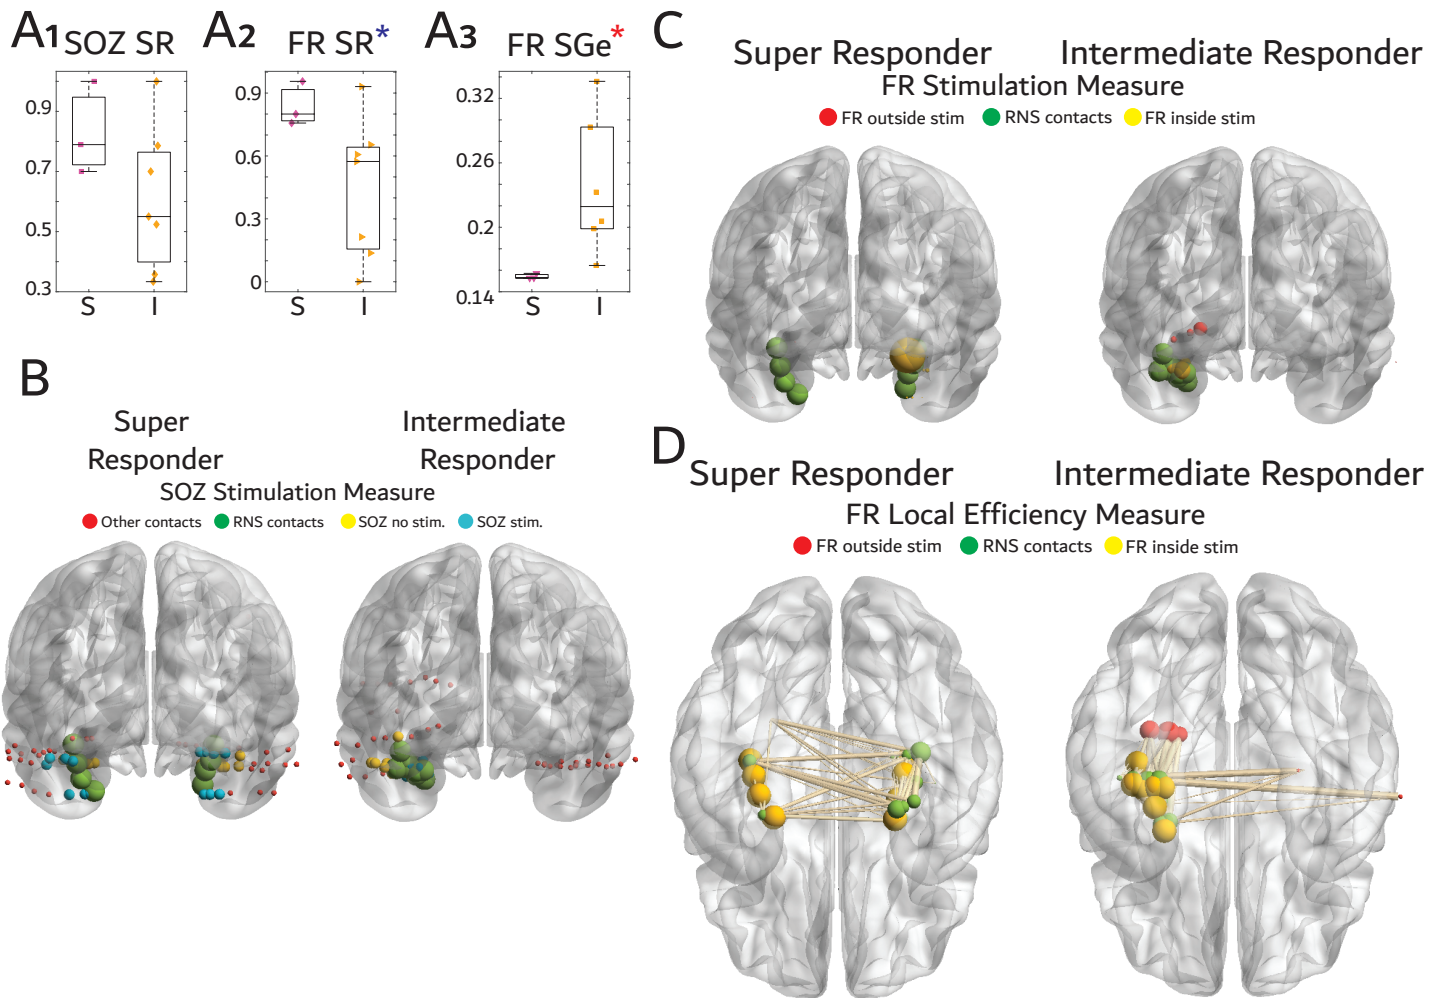 A1 SOZ SR
0.9
0.7
0.5
0.3
S I
A2 FR SR*
0.9
0.6
0.3
0
S I
A3 FR SGe*
0.32
0.26
0.2
0.14
S I
B
Super Responder
Intermediate Responder
SOZ Stimulation Measure
Other contacts RNS contacts SOZ no stim. SOZ stim.
C
Super Responder Intermediate Responder
FR Stimulation Measure
FR outside stim RNS contacts FR inside stim
D
Super Responder Intermediate Responder
FR Local Efficiency Measure
FR outside stim RNS contacts FR inside stim